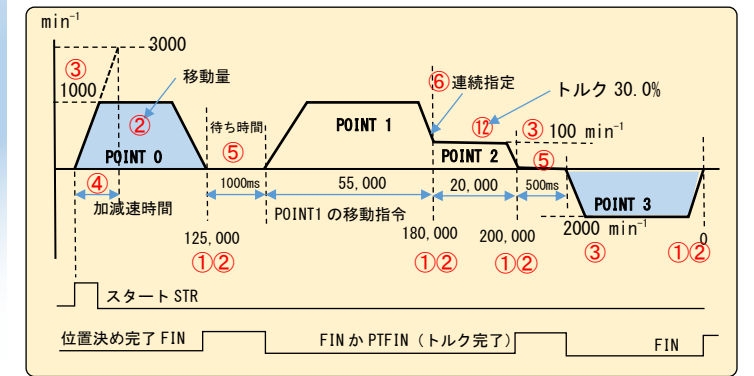 min⁻¹
3000
③
1000
② 移動量
POINT 0
④
加減速時間
待ち時間
⑤
1000ms
POINT 1
55,000
POINT1 の移動指令
⑥ 連続指定
トルク 30.0%
⑫
③ 100 min⁻¹
POINT 2
⑤
20,000
500ms
POINT 3
2000 min⁻¹
③
125,000
①②
180,000
①②
200,000
①②
0
①②
スタート STR
位置決め完了 FIN
FIN か PTFIN (トルク完了)
FIN